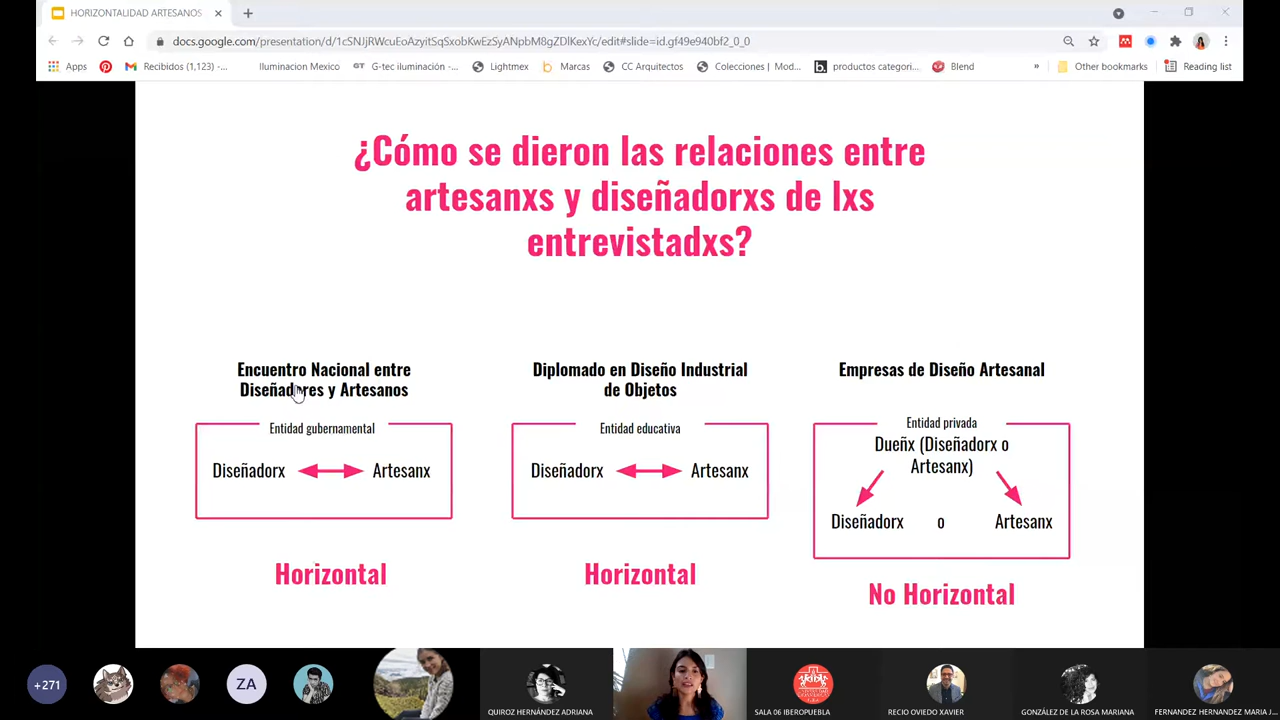 HORIZONTALIDAD ARTESANOS
docs.google.com/presentation/d/1cSNJjRWcuEoAzyitSqSxobKwEzSyANpbM8gZDlKexYc/edit#slide=id.gf49e940bf2_0_0
Apps
Recibidos (1,123) -...
Iluminacion Mexico
GT G-tec iluminación -...
Lightmex
Marcas
CC Arquitectos
Colecciones | Mod...
b. productos categori...
Blend
»
Other bookmarks
Reading list
¿Cómo se dieron las relaciones entre
artesanxs y diseñadorxs de lxs
entrevistadxs?
Encuentro Nacional entre
Diseñadores y Artesanos
Entidad gubernamental
Diseñadorx Artesanx
Horizontal
Diplomado en Diseño Industrial
de Objetos
Entidad educativa
Diseñadorx Artesanx
Horizontal
Empresas de Diseño Artesanal
Entidad privada
Dueñx (Diseñadorx o
Artesanx)
Diseñadorx o Artesanx
No Horizontal
+271
ZA
QUIROZ HERNÁNDEZ ADRIANA
SALA 06 IBEROPUEBLA
RECIO OVIEDO XAVIER
GONZÁLEZ DE LA ROSA MARIANA
FERNANDEZ HERNANDEZ MARIA J...